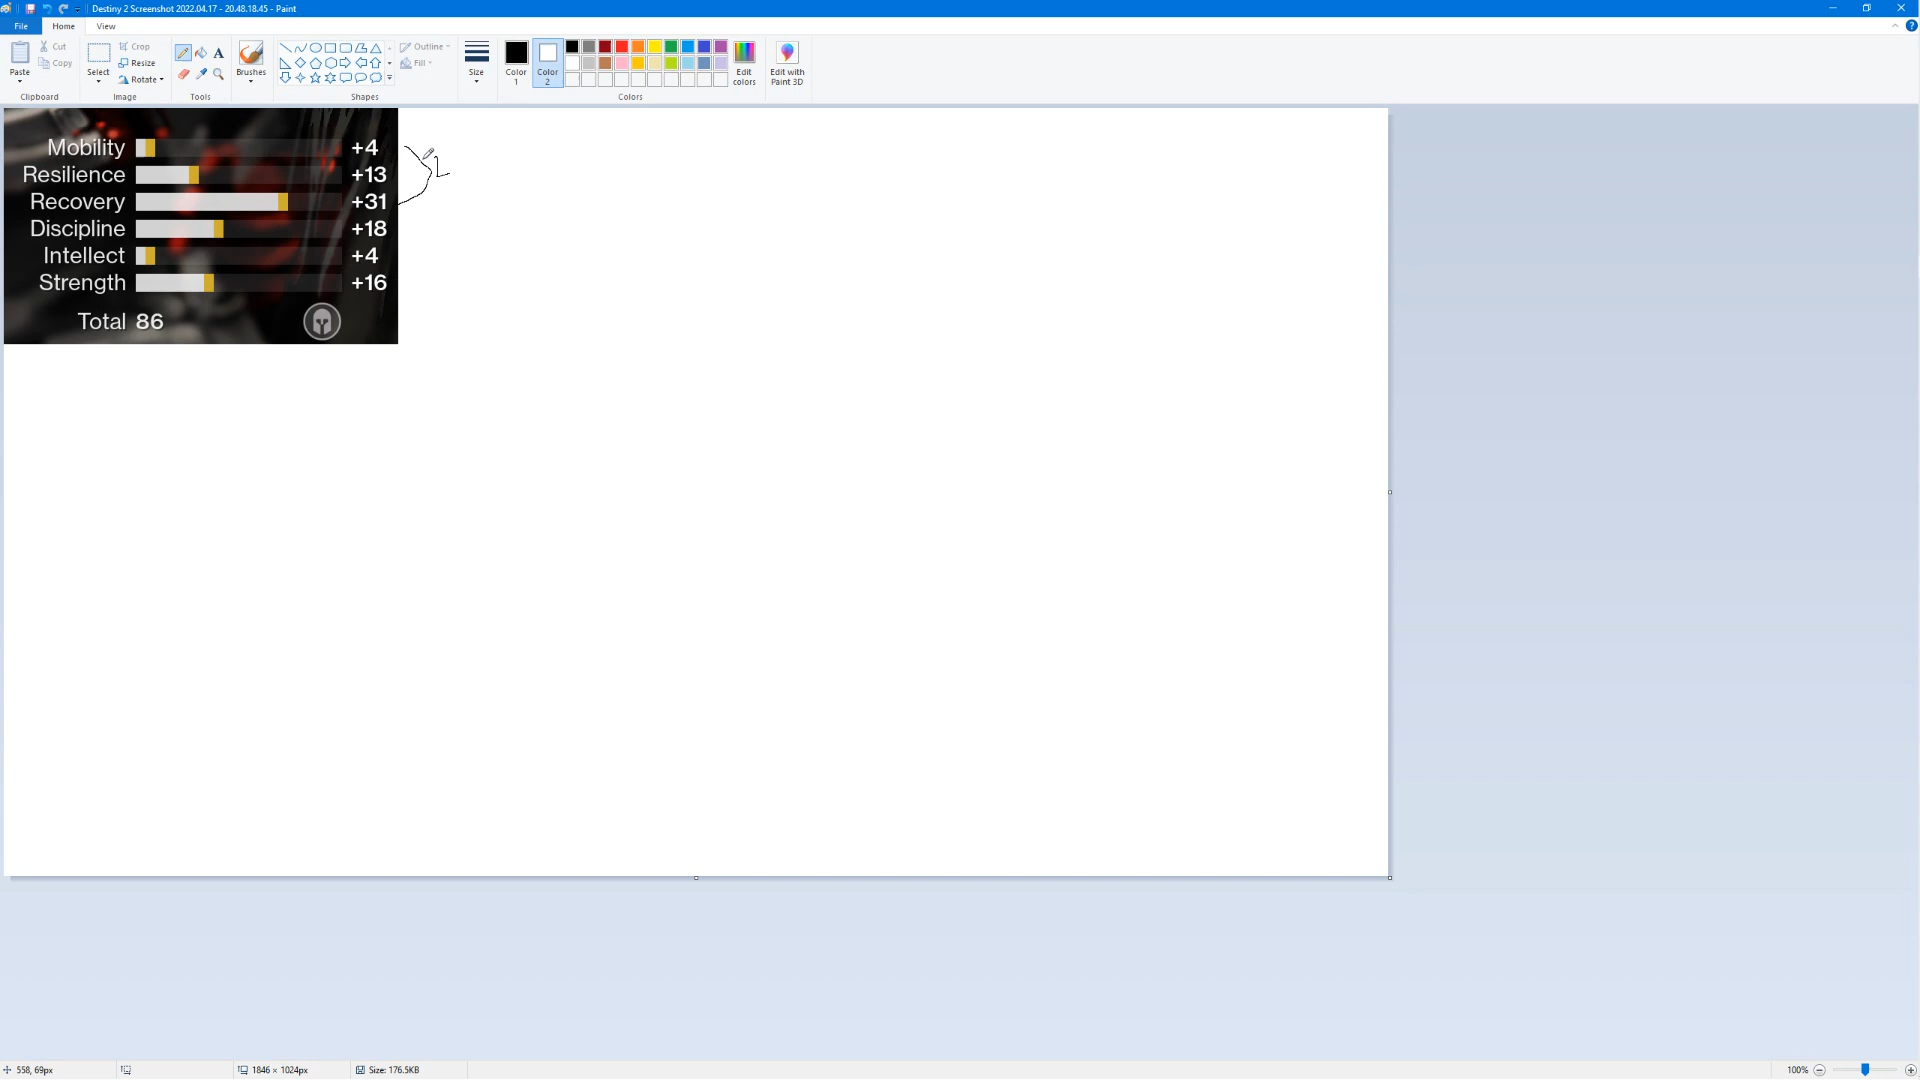 Destiny 2 Screenshot 2022.04.17 - 20.48.18.45 - Paint
File Home View
Paste
Cut
Copy
Clipboard
Select
Crop
Resize
Rotate
Image
A
Tools
Brushes
Outline
Fill
Shapes
Size
Color 1
Color 2
Edit colors
Colors
Edit with Paint 3D
Mobility +4
Resilience +13
Recovery +31
Discipline +18
Intellect +4
Strength +16
Total 86
2
558, 69px
1846 × 1024px
Size: 176.5KB
100%